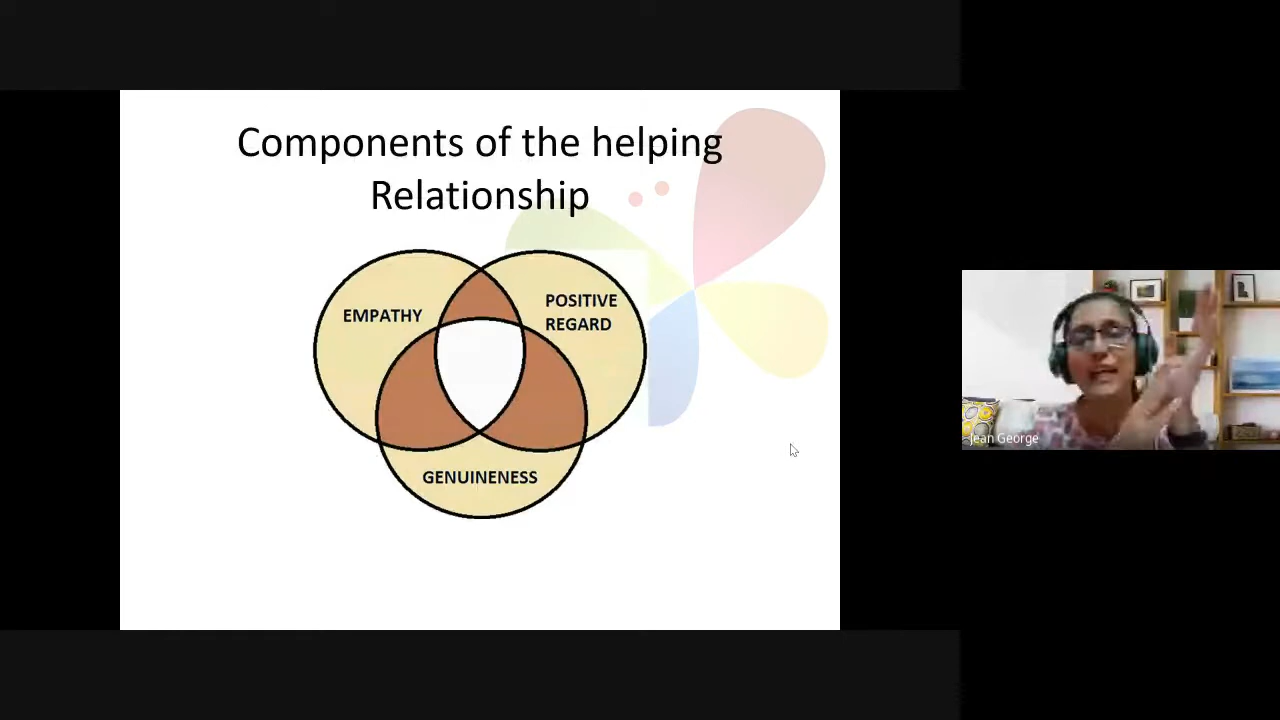 Components of the helping
Relationship
EMPATHY
POSITIVE
REGARD
GENUINENESS
Jean George